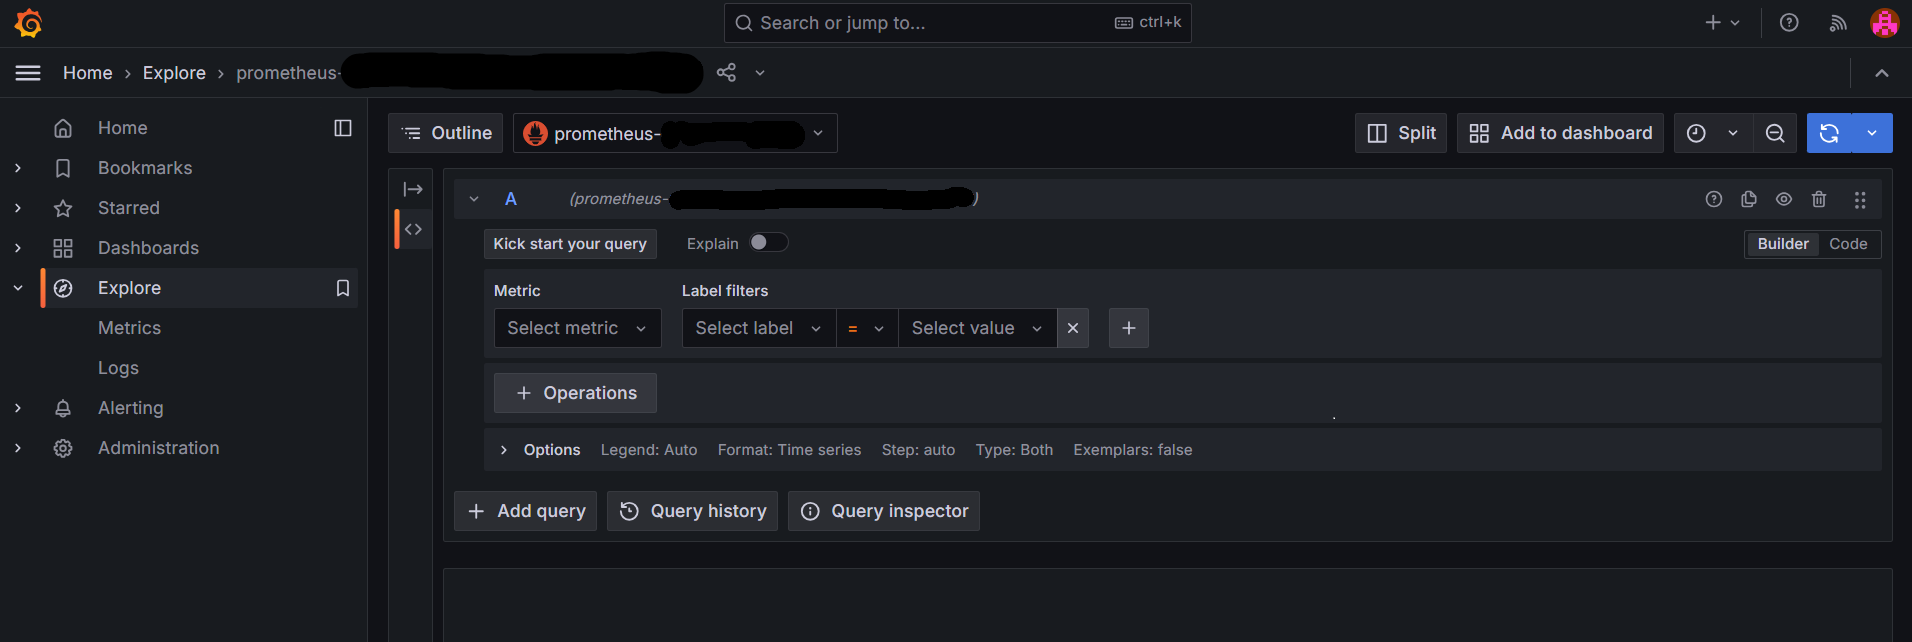 Search or jump to... ctrl+k
Home › Explore › prometheus-
Home
Bookmarks
Starred
Dashboards
Explore
Metrics
Logs
Alerting
Administration
Outline prometheus- Split Add to dashboard
A (prometheus- )
Kick start your query Explain Builder Code
Metric Label filters
Select metric Select label = Select value
+ Operations
Options Legend: Auto Format: Time series Step: auto Type: Both Exemplars: false
+ Add query Query history Query inspector